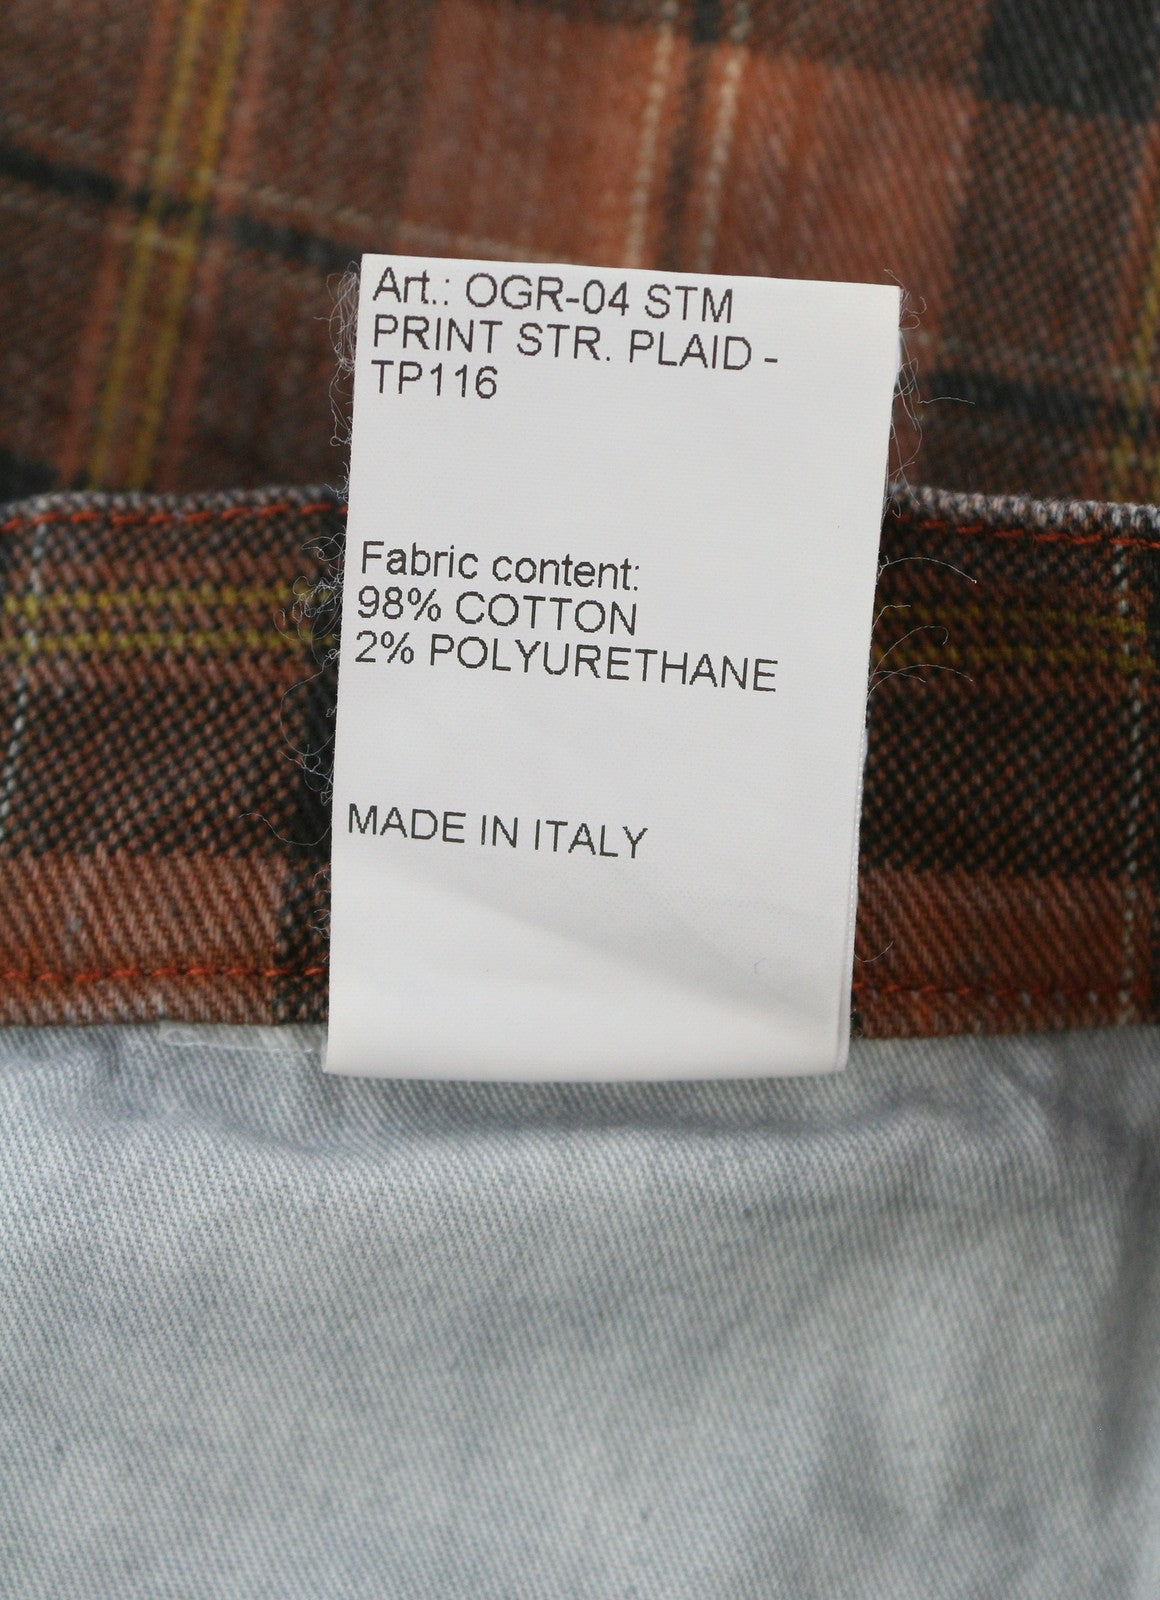 Art.: OGR-04 STM
PRINT STR. PLAID -
TP116
Fabric content:
98% COTTON
2% POLYURETHANE
MADE IN ITALY